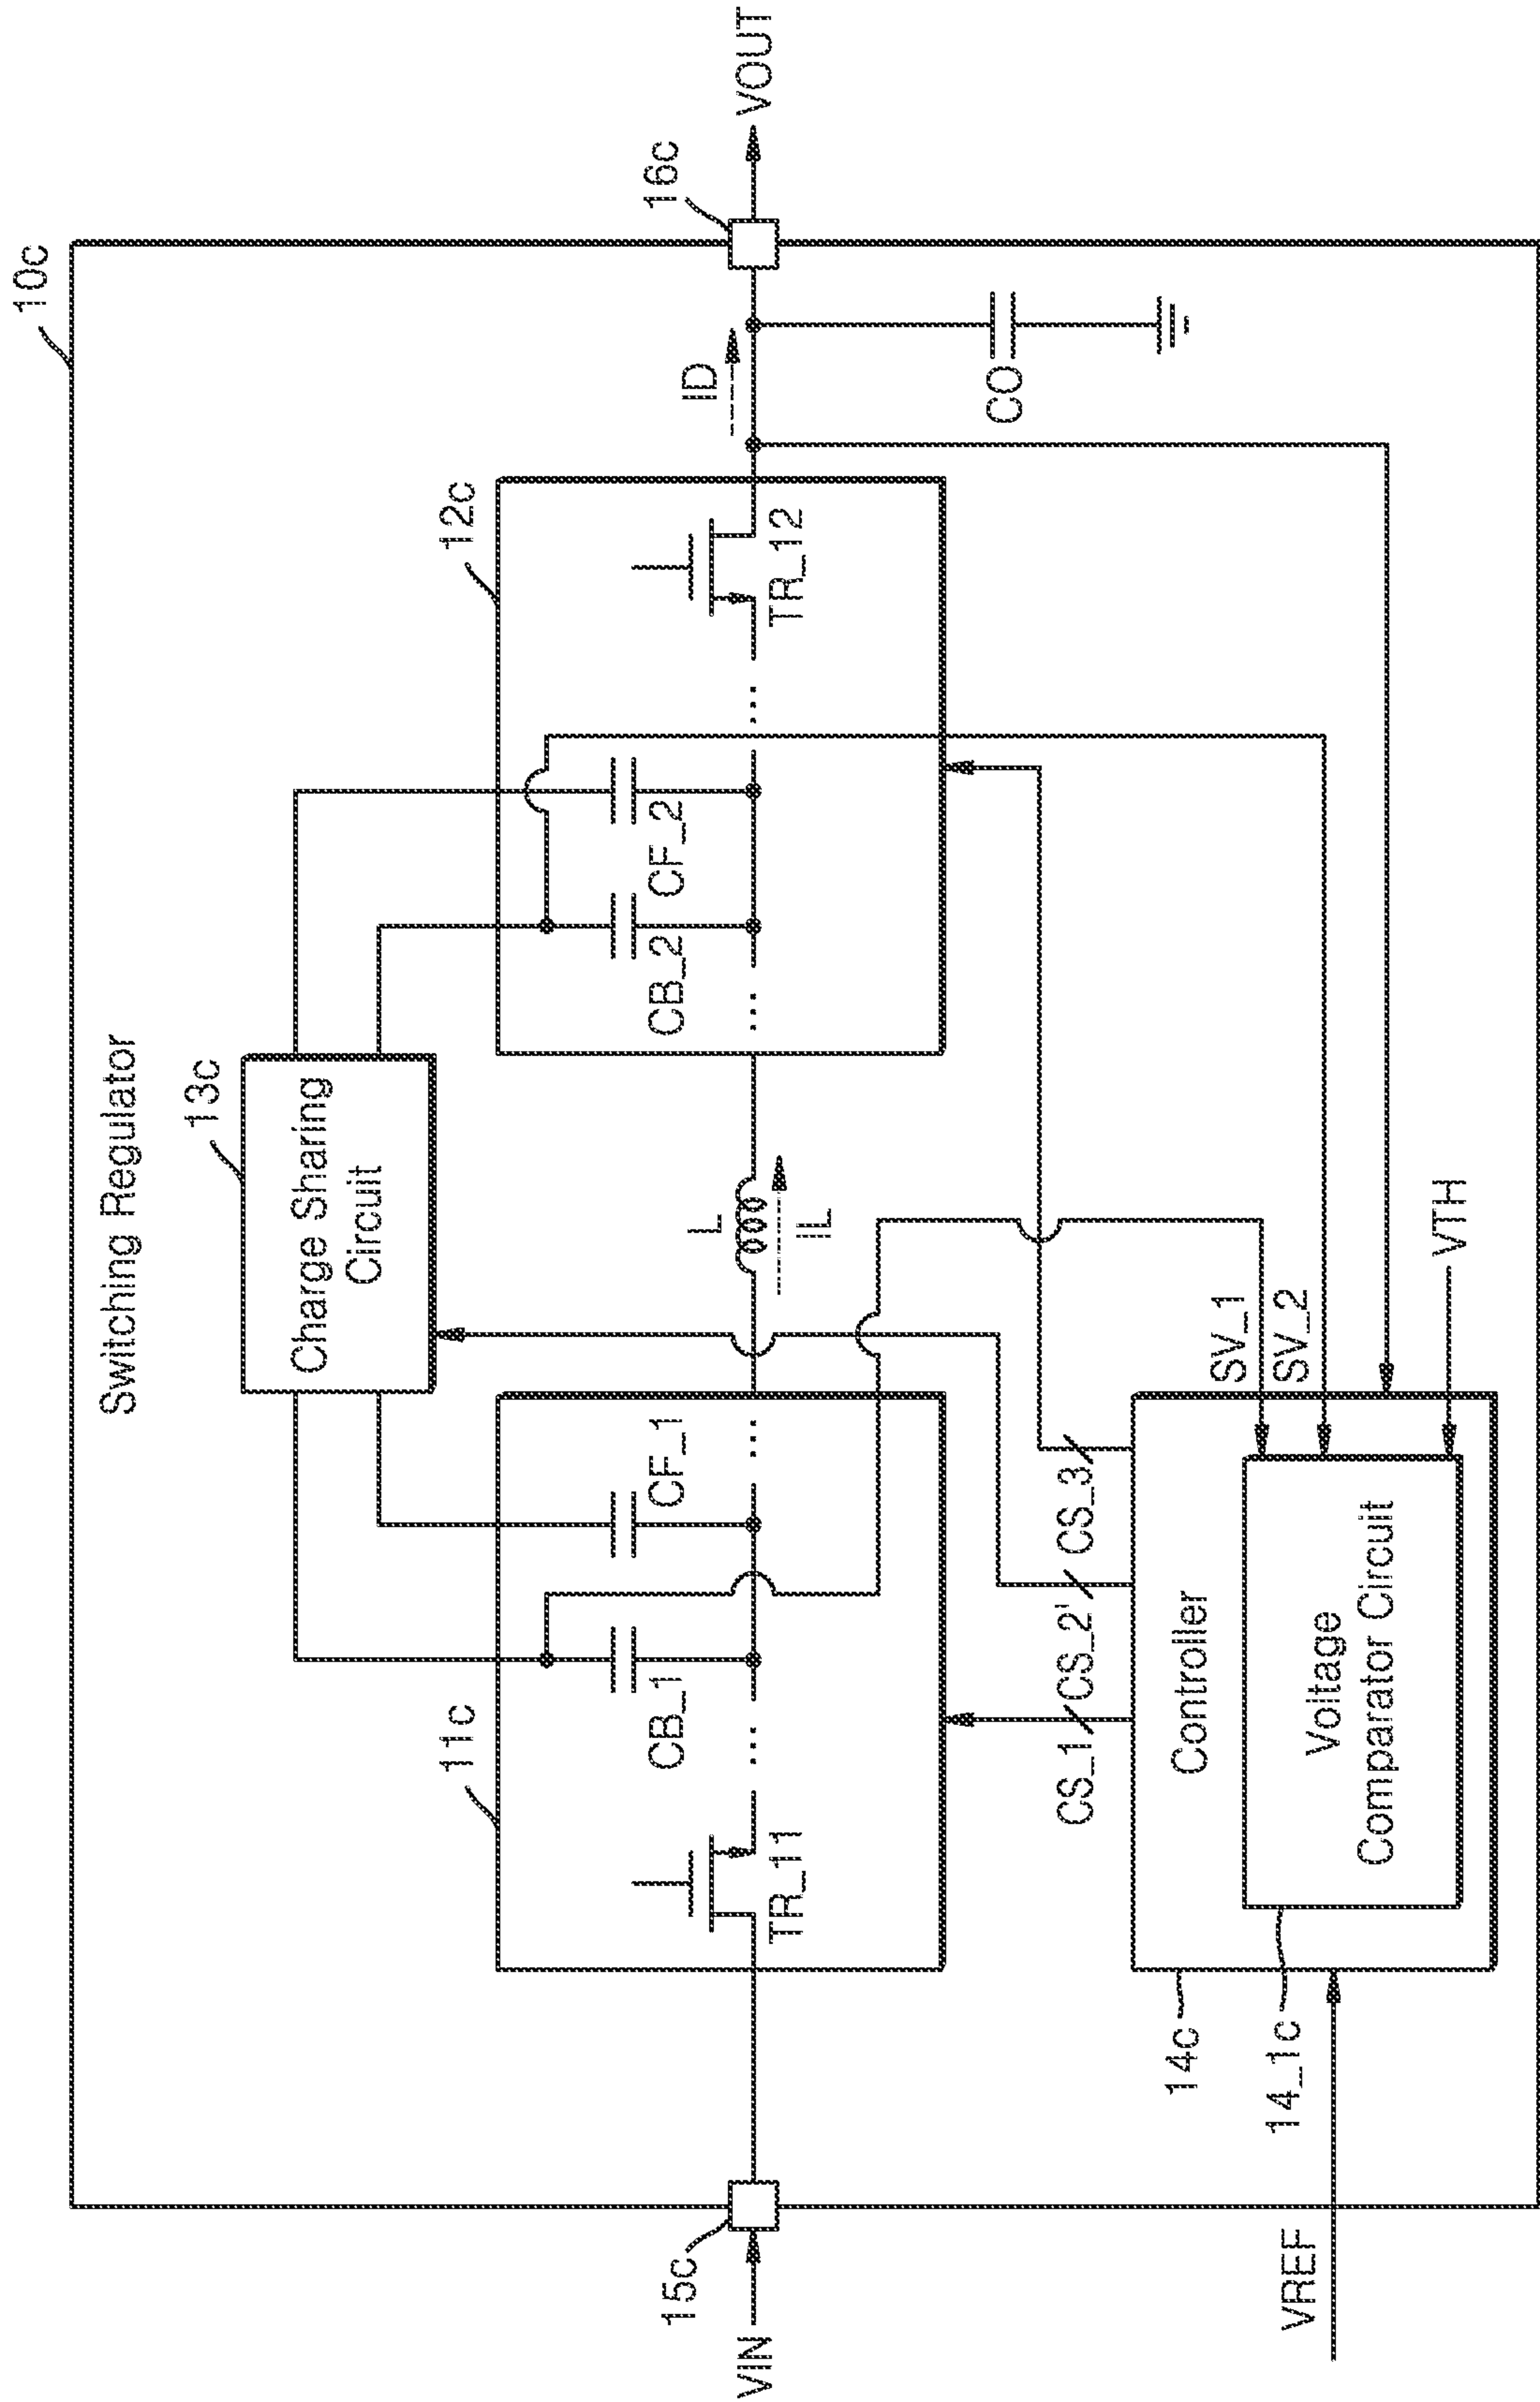 10c
Switching Regulator
13c
Charge Sharing
Circuit
11c
12c
CB_1
CF_1
CB_2
CF_2
L
IL
ID
15c
16c
VIN
VOUT
TR_11
TR_12
CO
CS_1
CS_2'
CS_3
14c
Controller
SV_1
SV_2
VTH
14_1c
Voltage
Comparator Circuit
VREF